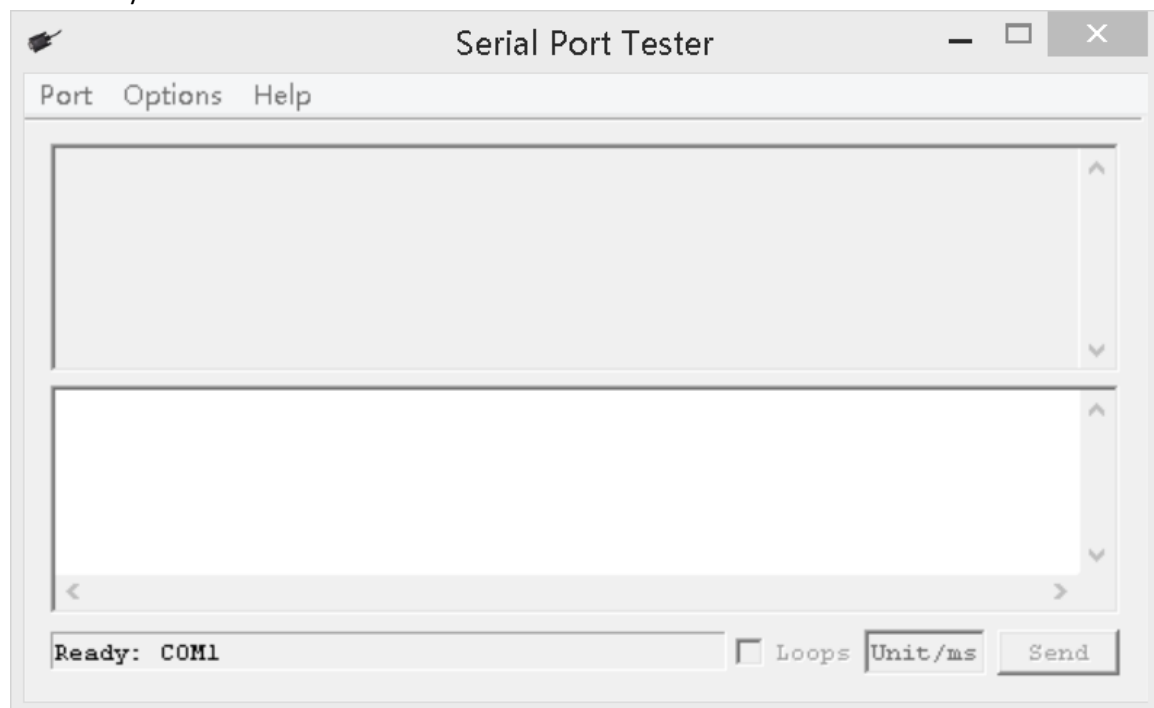 Serial Port Tester
Port Options Help
Ready: COM1 Loops Unit/ms Send